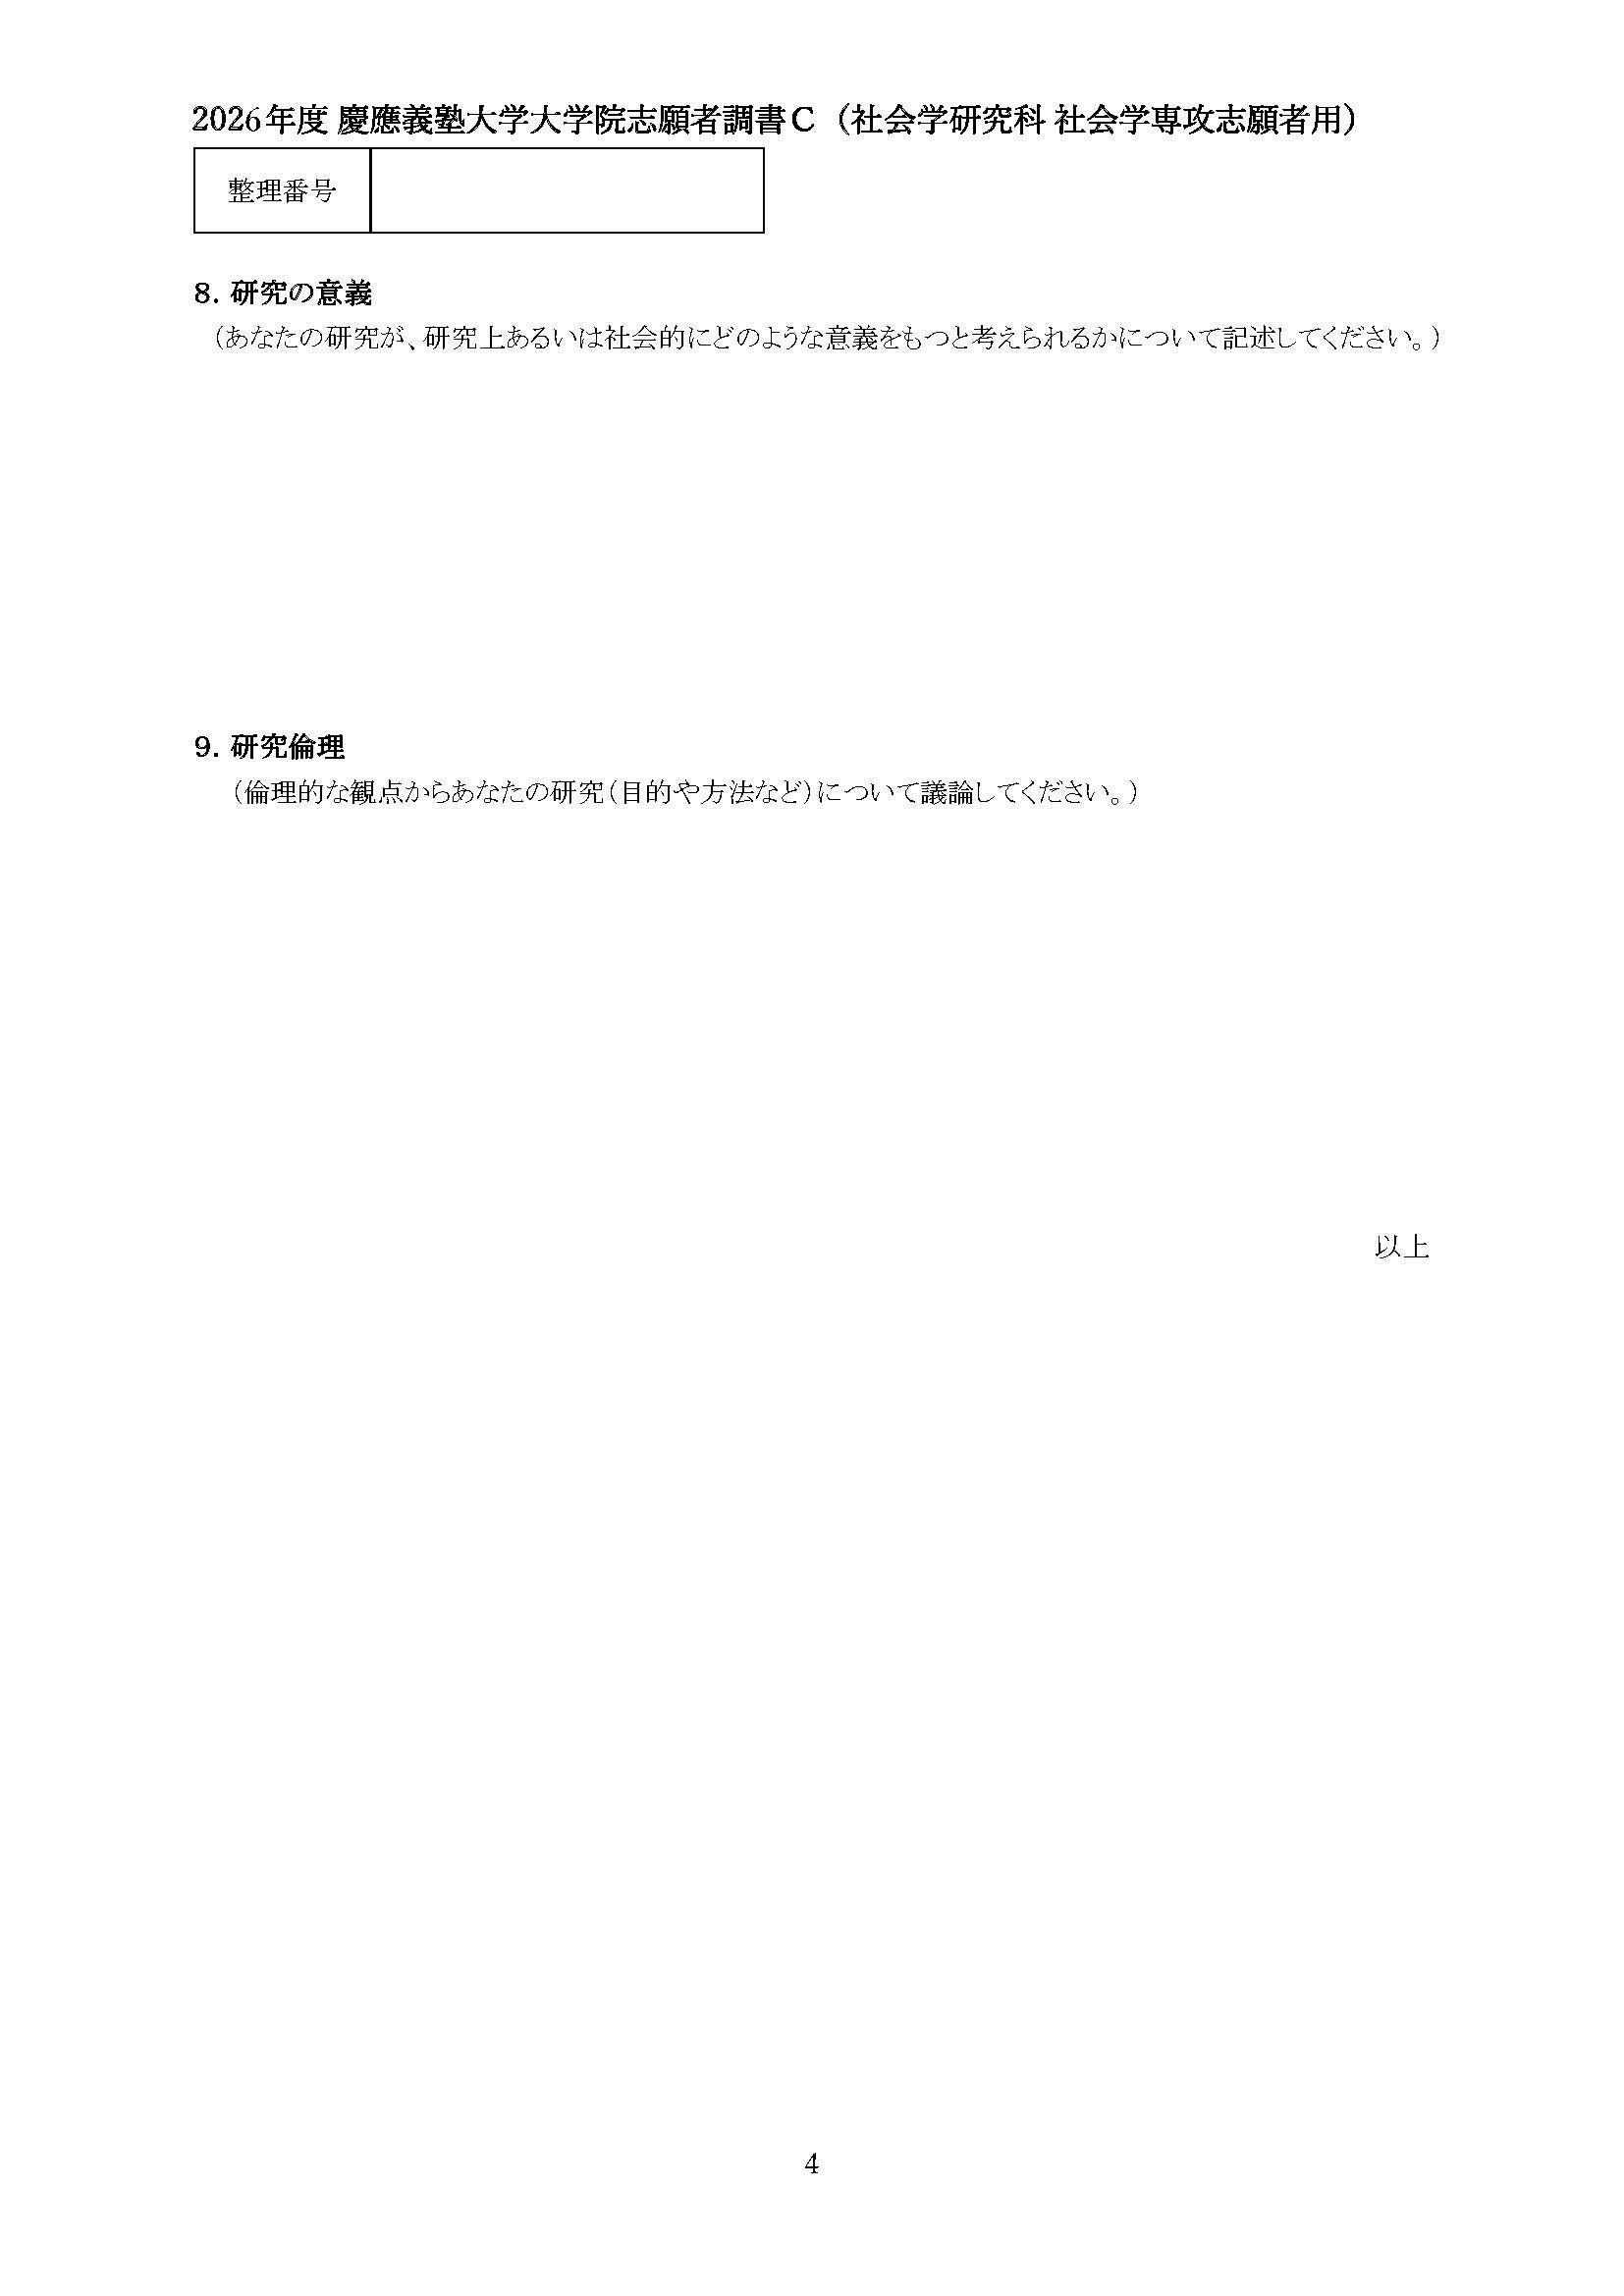 2026年度 慶應義塾大学大学院志願者調書C（社会学研究科 社会学専攻志願者用）
整理番号
8. 研究の意義
（あなたの研究が、研究上あるいは社会的にどのような意義をもつと考えられるかについて記述してください。）
9. 研究倫理
（倫理的な観点からあなたの研究（目的や方法など）について議論してください。）
以上
4